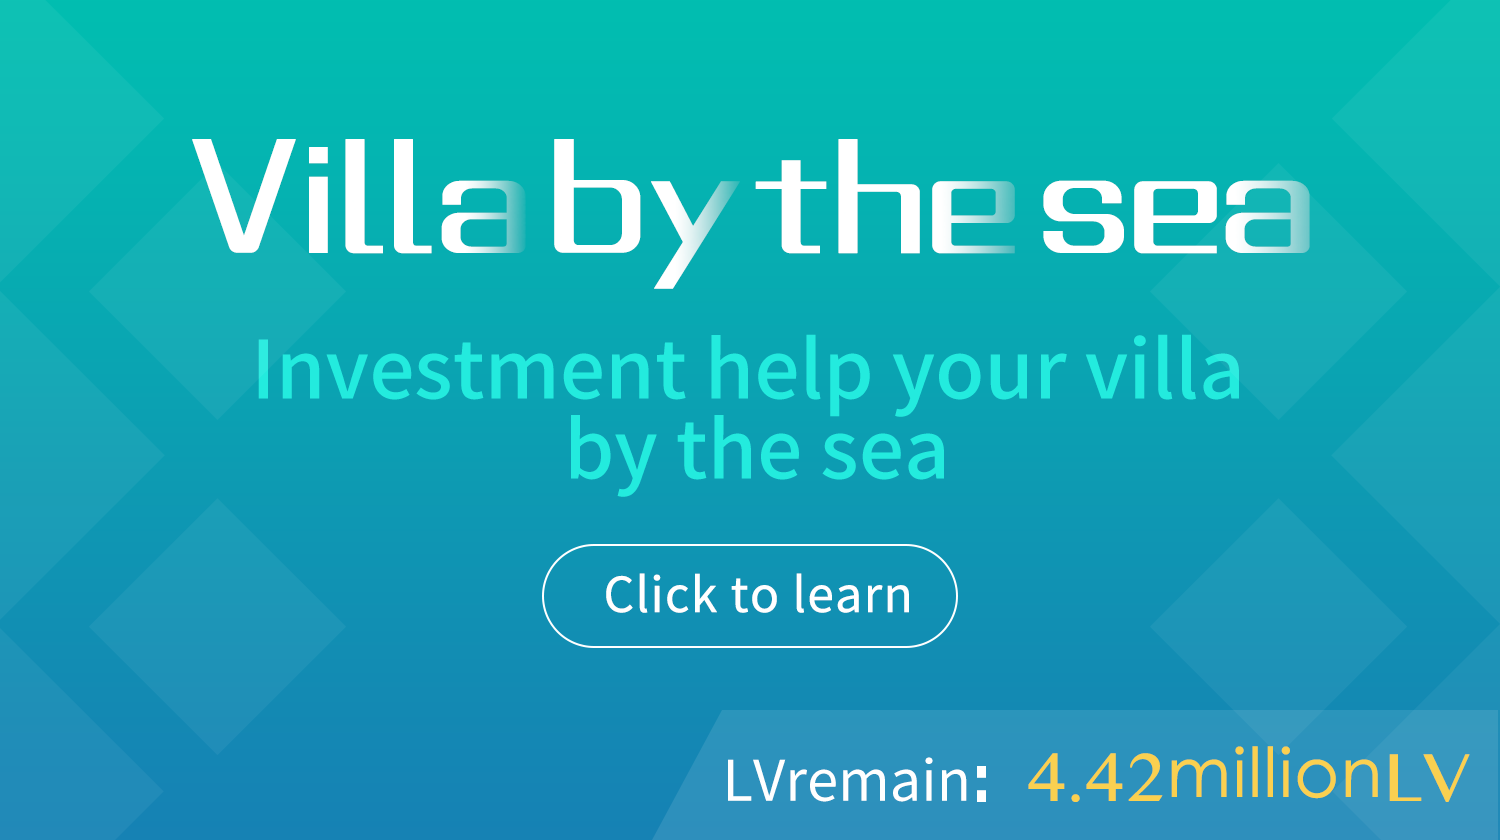 Villa by the sea
Investment help your villa
by the sea
Click to learn
LVremain: 4.42millionLV